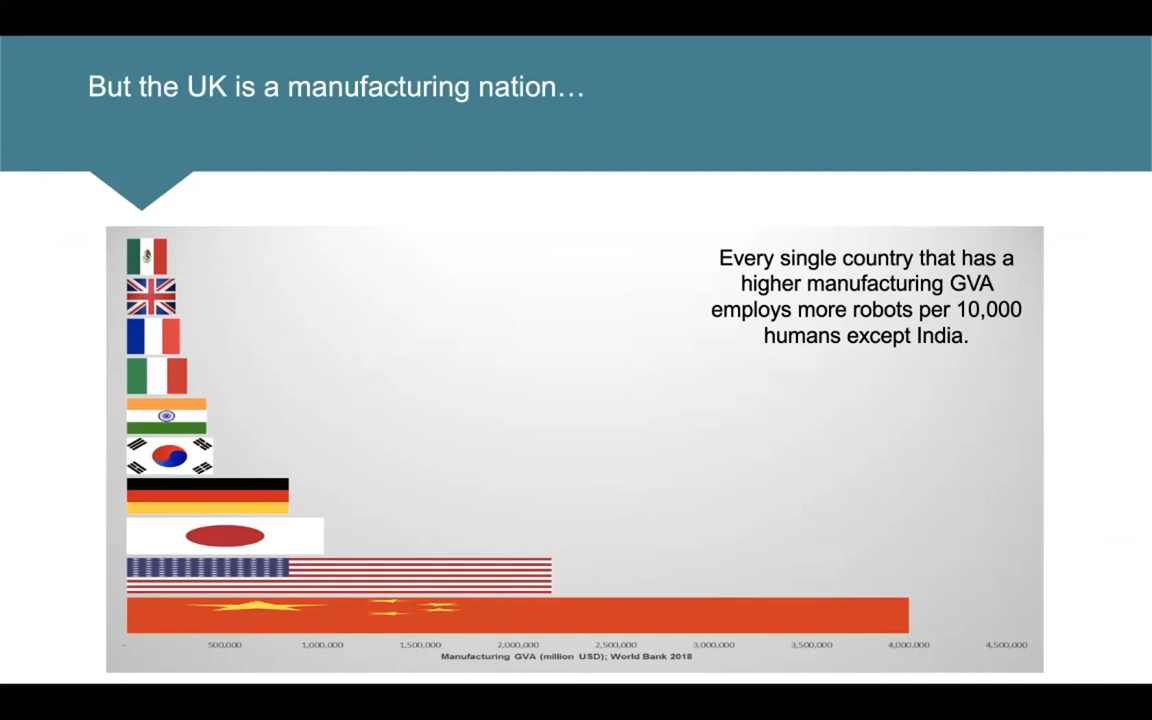 But the UK is a manufacturing nation…
Every single country that has a
higher manufacturing GVA
employs more robots per 10,000
humans except India.
- 500,000 1,000,000 1,500,000 2,000,000 2,500,000 3,000,000 3,500,000 4,000,000 4,500,000
Manufacturing GVA (million USD); World Bank 2018